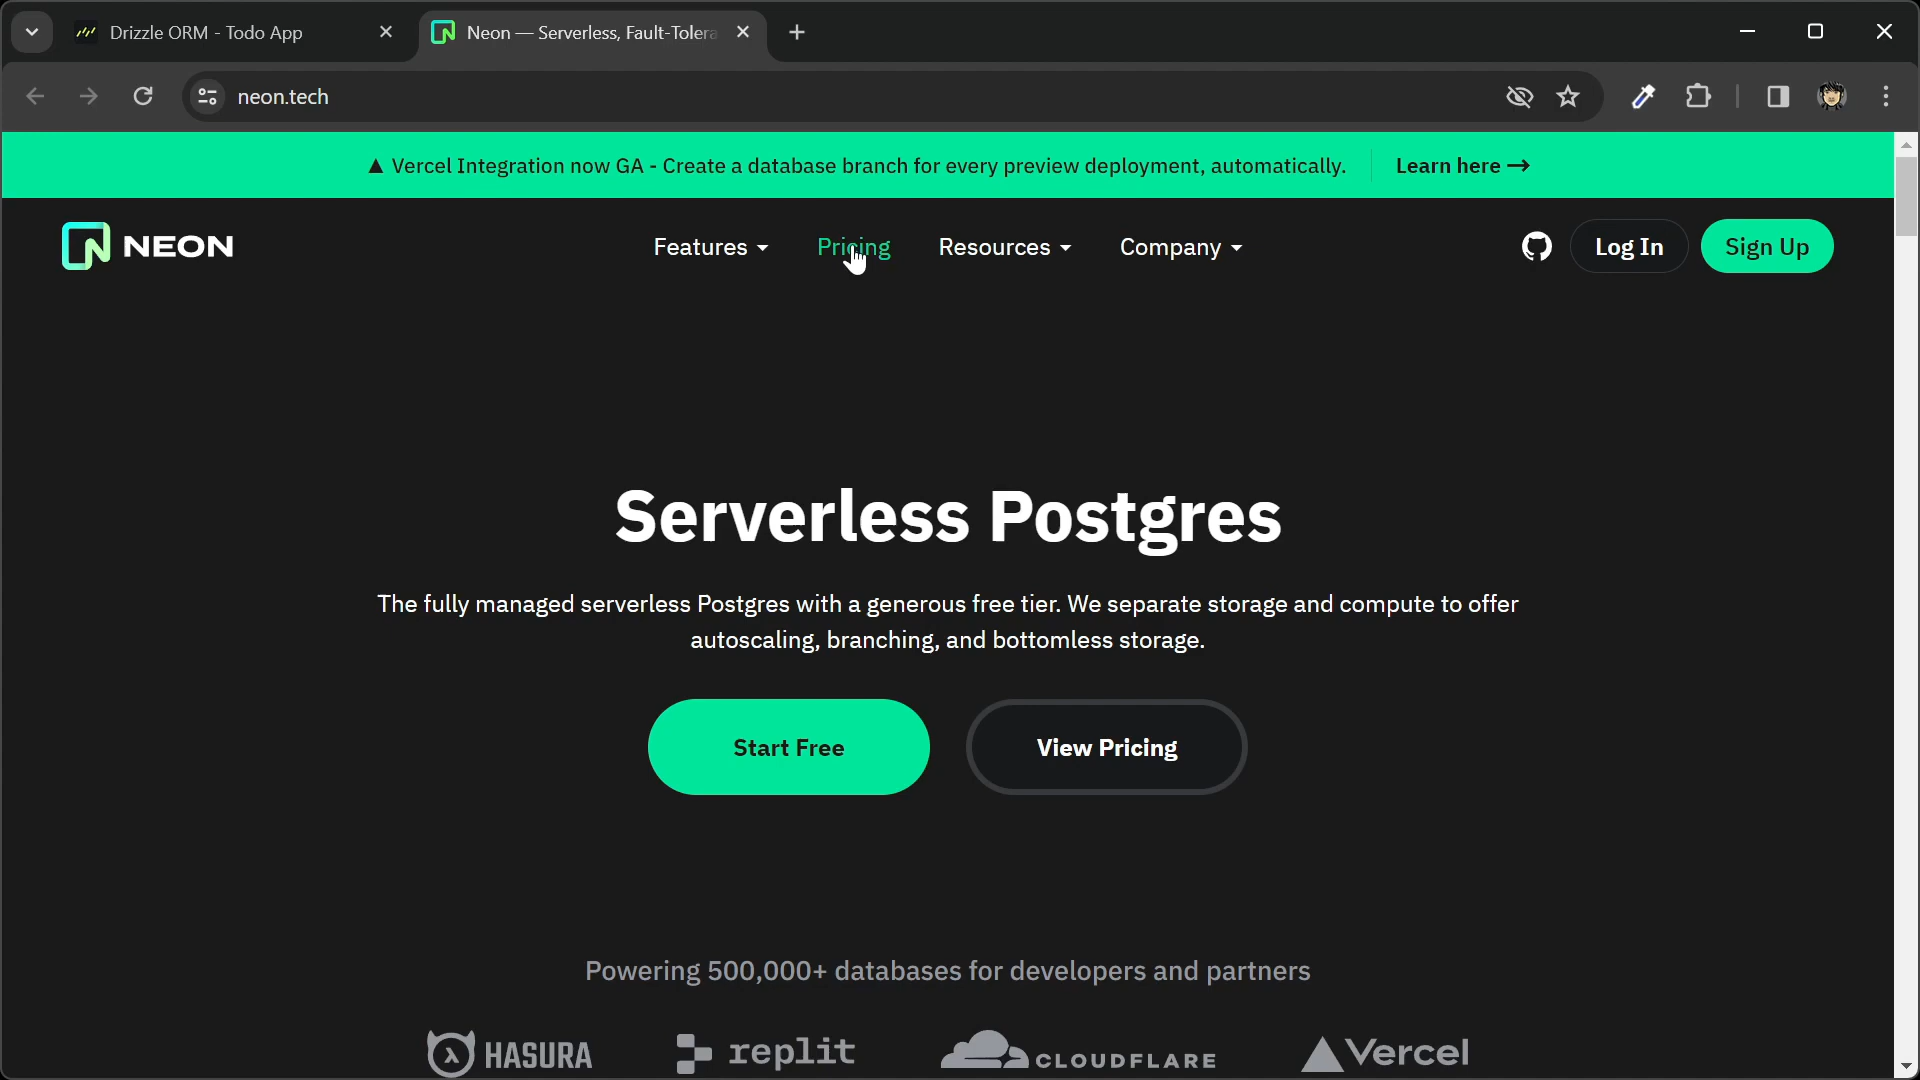 Drizzle ORM - Todo App
Neon — Serverless, Fault-Tolera
neon.tech
▲ Vercel Integration now GA - Create a database branch for every preview deployment, automatically.
Learn here →
NEON
Features
Pricing
Resources
Company
Log In
Sign Up
Serverless Postgres
The fully managed serverless Postgres with a generous free tier. We separate storage and compute to offer
autoscaling, branching, and bottomless storage.
Start Free
View Pricing
Powering 500,000+ databases for developers and partners
HASURA
replit
CLOUDFLARE
Vercel